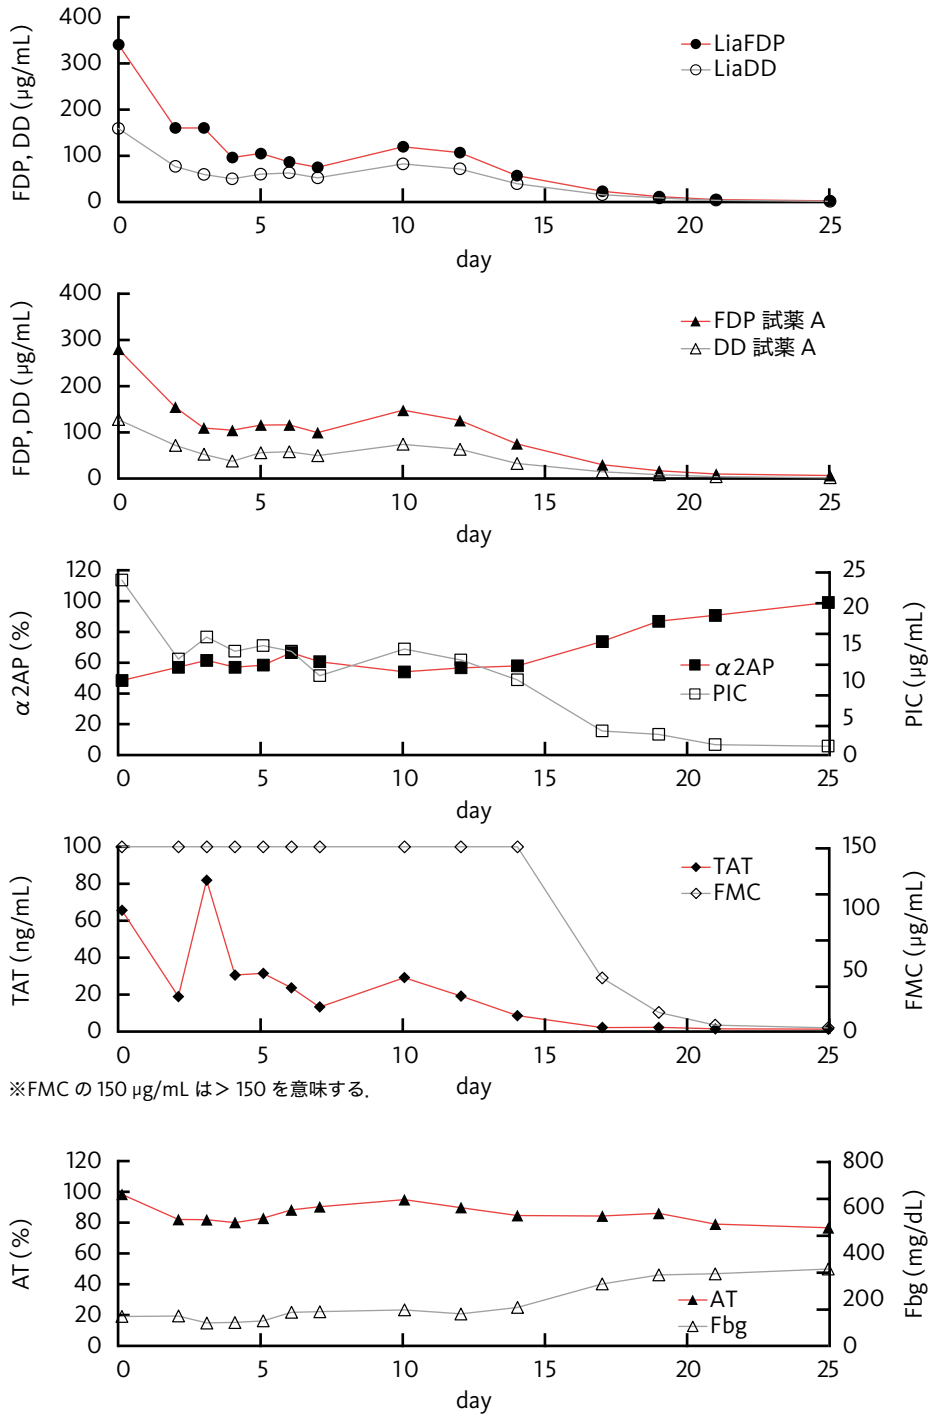 FDP, DD (μg/mL)
400
300
200
100
0
LiaFDP
LiaDD
0 5 10 15 20 25
day
FDP, DD (μg/mL)
400
300
200
100
0
FDP 試薬 A
DD 試薬 A
0 5 10 15 20 25
day
α2AP (%)
120
100
80
60
40
20
0
α2AP
PIC
25
20
15
10
5
0
PIC (μg/mL)
0 5 10 15 20 25
day
TAT (ng/mL)
100
80
60
40
20
0
TAT
FMC
150
100
50
0
FMC (μg/mL)
0 5 10 15 20 25
day
※FMC の 150 μg/mL は> 150 を意味する.
AT (%)
120
100
80
60
40
20
0
AT
Fbg
800
600
400
200
0
Fbg (mg/dL)
0 5 10 15 20 25
day